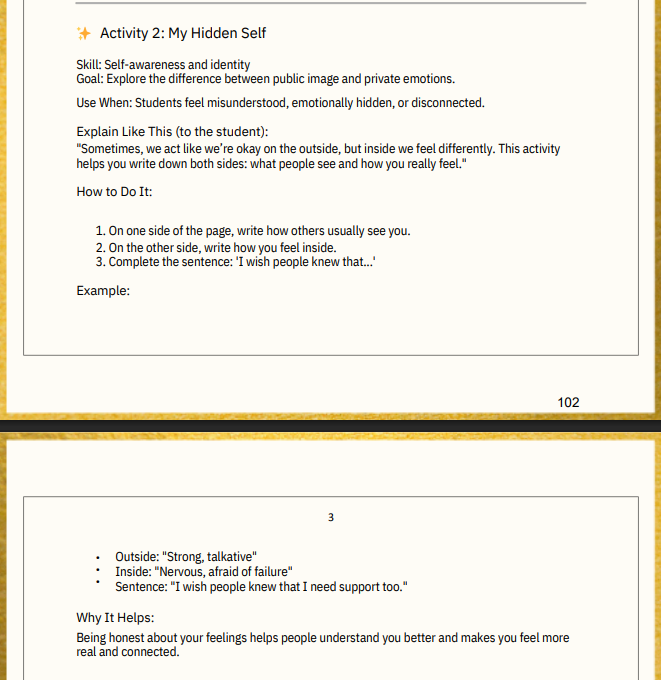 ✨ Activity 2: My Hidden Self
Skill: Self-awareness and identity
Goal: Explore the difference between public image and private emotions.
Use When: Students feel misunderstood, emotionally hidden, or disconnected.
Explain Like This (to the student):
"Sometimes, we act like we're okay on the outside, but inside we feel differently. This activity
helps you write down both sides: what people see and how you really feel."
How to Do It:
1. On one side of the page, write how others usually see you.
2. On the other side, write how you feel inside.
3. Complete the sentence: 'I wish people knew that...'
Example:
102
3
• Outside: "Strong, talkative"
• Inside: "Nervous, afraid of failure"
• Sentence: "I wish people knew that I need support too."
Why It Helps:
Being honest about your feelings helps people understand you better and makes you feel more
real and connected.